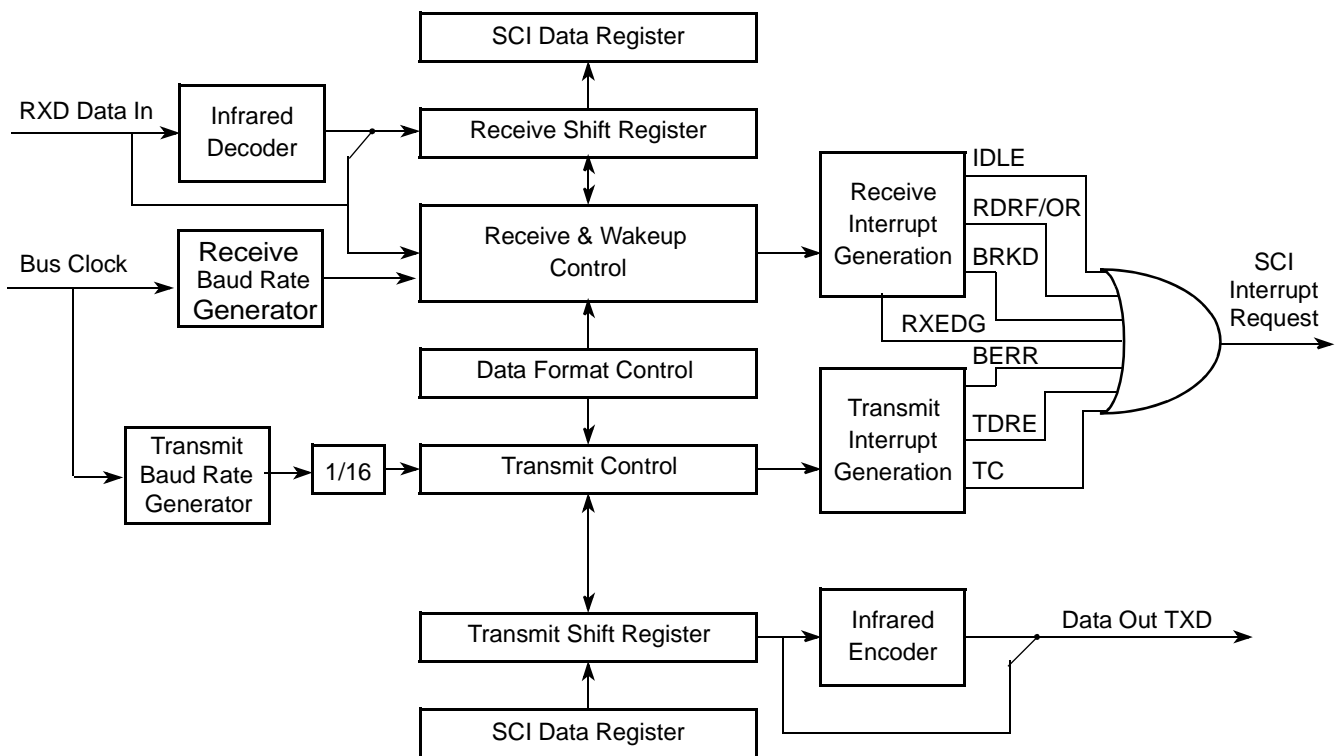 SCI Data Register
RXD Data In
Infrared
Decoder
Receive Shift Register
IDLE
Receive
Interrupt
Generation
RDRF/OR
BRKD
Receive & Wakeup
Control
Bus Clock
Receive
Baud Rate
Generator
SCI
Interrupt
Request
RXEDG
BERR
Data Format Control
Transmit
Interrupt
Generation
TDRE
TC
Transmit
Baud Rate
Generator
1/16
Transmit Control
Transmit Shift Register
Infrared
Encoder
Data Out TXD
SCI Data Register